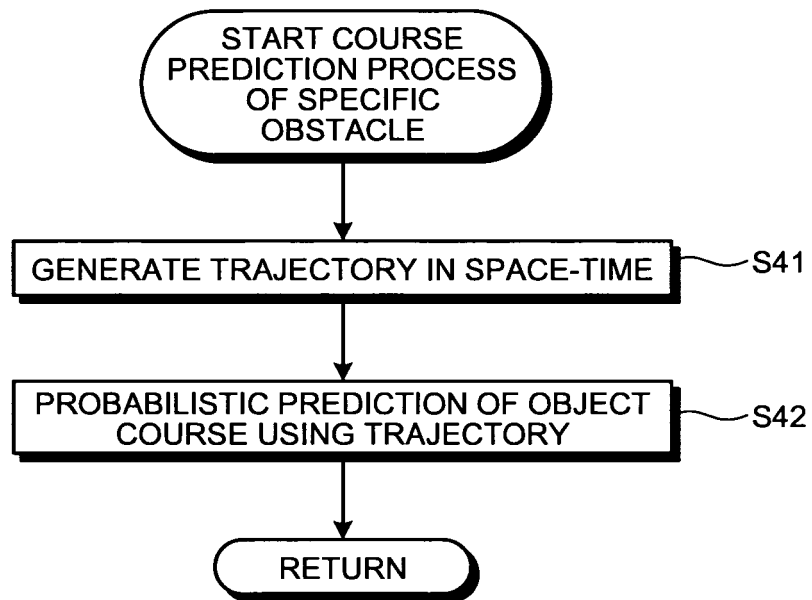 START COURSE
PREDICTION PROCESS
OF SPECIFIC
OBSTACLE
GENERATE TRAJECTORY IN SPACE-TIME
S41
PROBABILISTIC PREDICTION OF OBJECT
COURSE USING TRAJECTORY
S42
RETURN